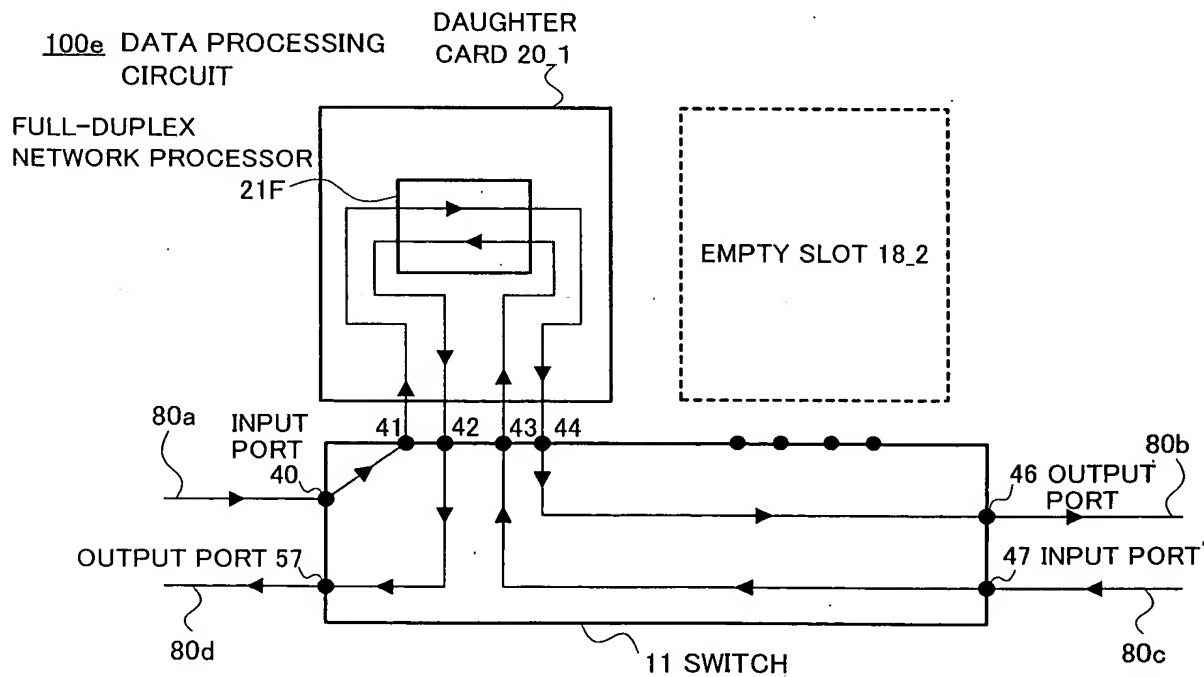 100e DATA PROCESSING
CIRCUIT
DAUGHTER
CARD 20_1
FULL-DUPLEX
NETWORK PROCESSOR
21F
EMPTY SLOT 18_2
80a
INPUT
PORT
40
41
42
43
44
80b
46 OUTPUT
PORT
OUTPUT PORT 57
47 INPUT PORT
80d
11 SWITCH
80c